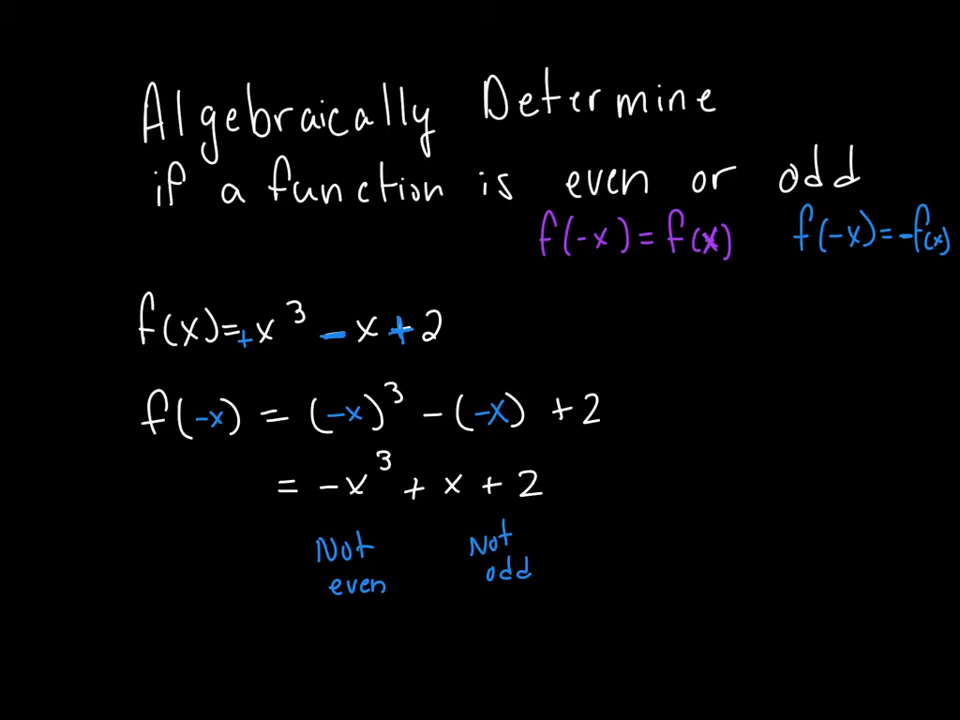 Algebraically Determine
if a function is even or odd
f(-x) = f(x) f(-x) = -f(x)
f(x) = +x³ - x + 2
f(-x) = (-x)³ - (-x) + 2
= -x³ + x + 2
Not even Not odd